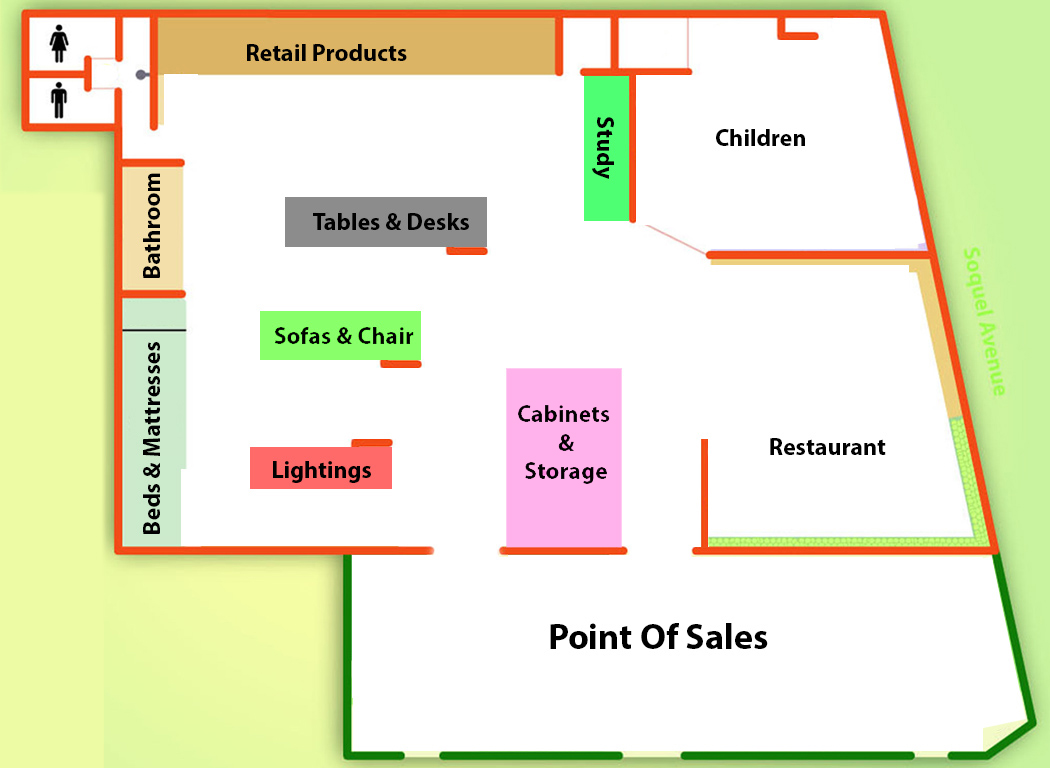 Retail Products
Study
Children
Bathroom
Tables & Desks
Soquel Avenue
Sofas & Chair
Beds & Mattresses
Cabinets
&
Storage
Restaurant
Lightings
Point Of Sales